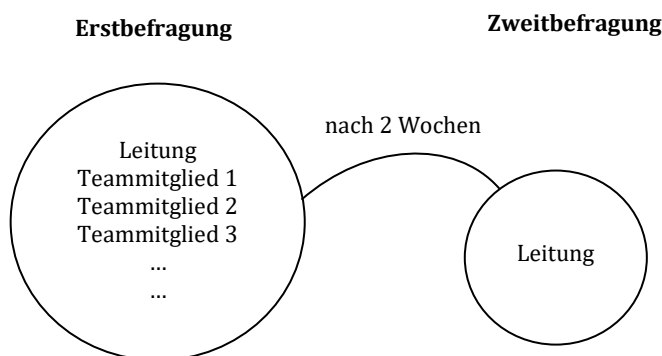 Erstbefragung
Zweitbefragung
nach 2 Wochen
Leitung
Teammitglied 1
Teammitglied 2
Teammitglied 3
...
...
Leitung